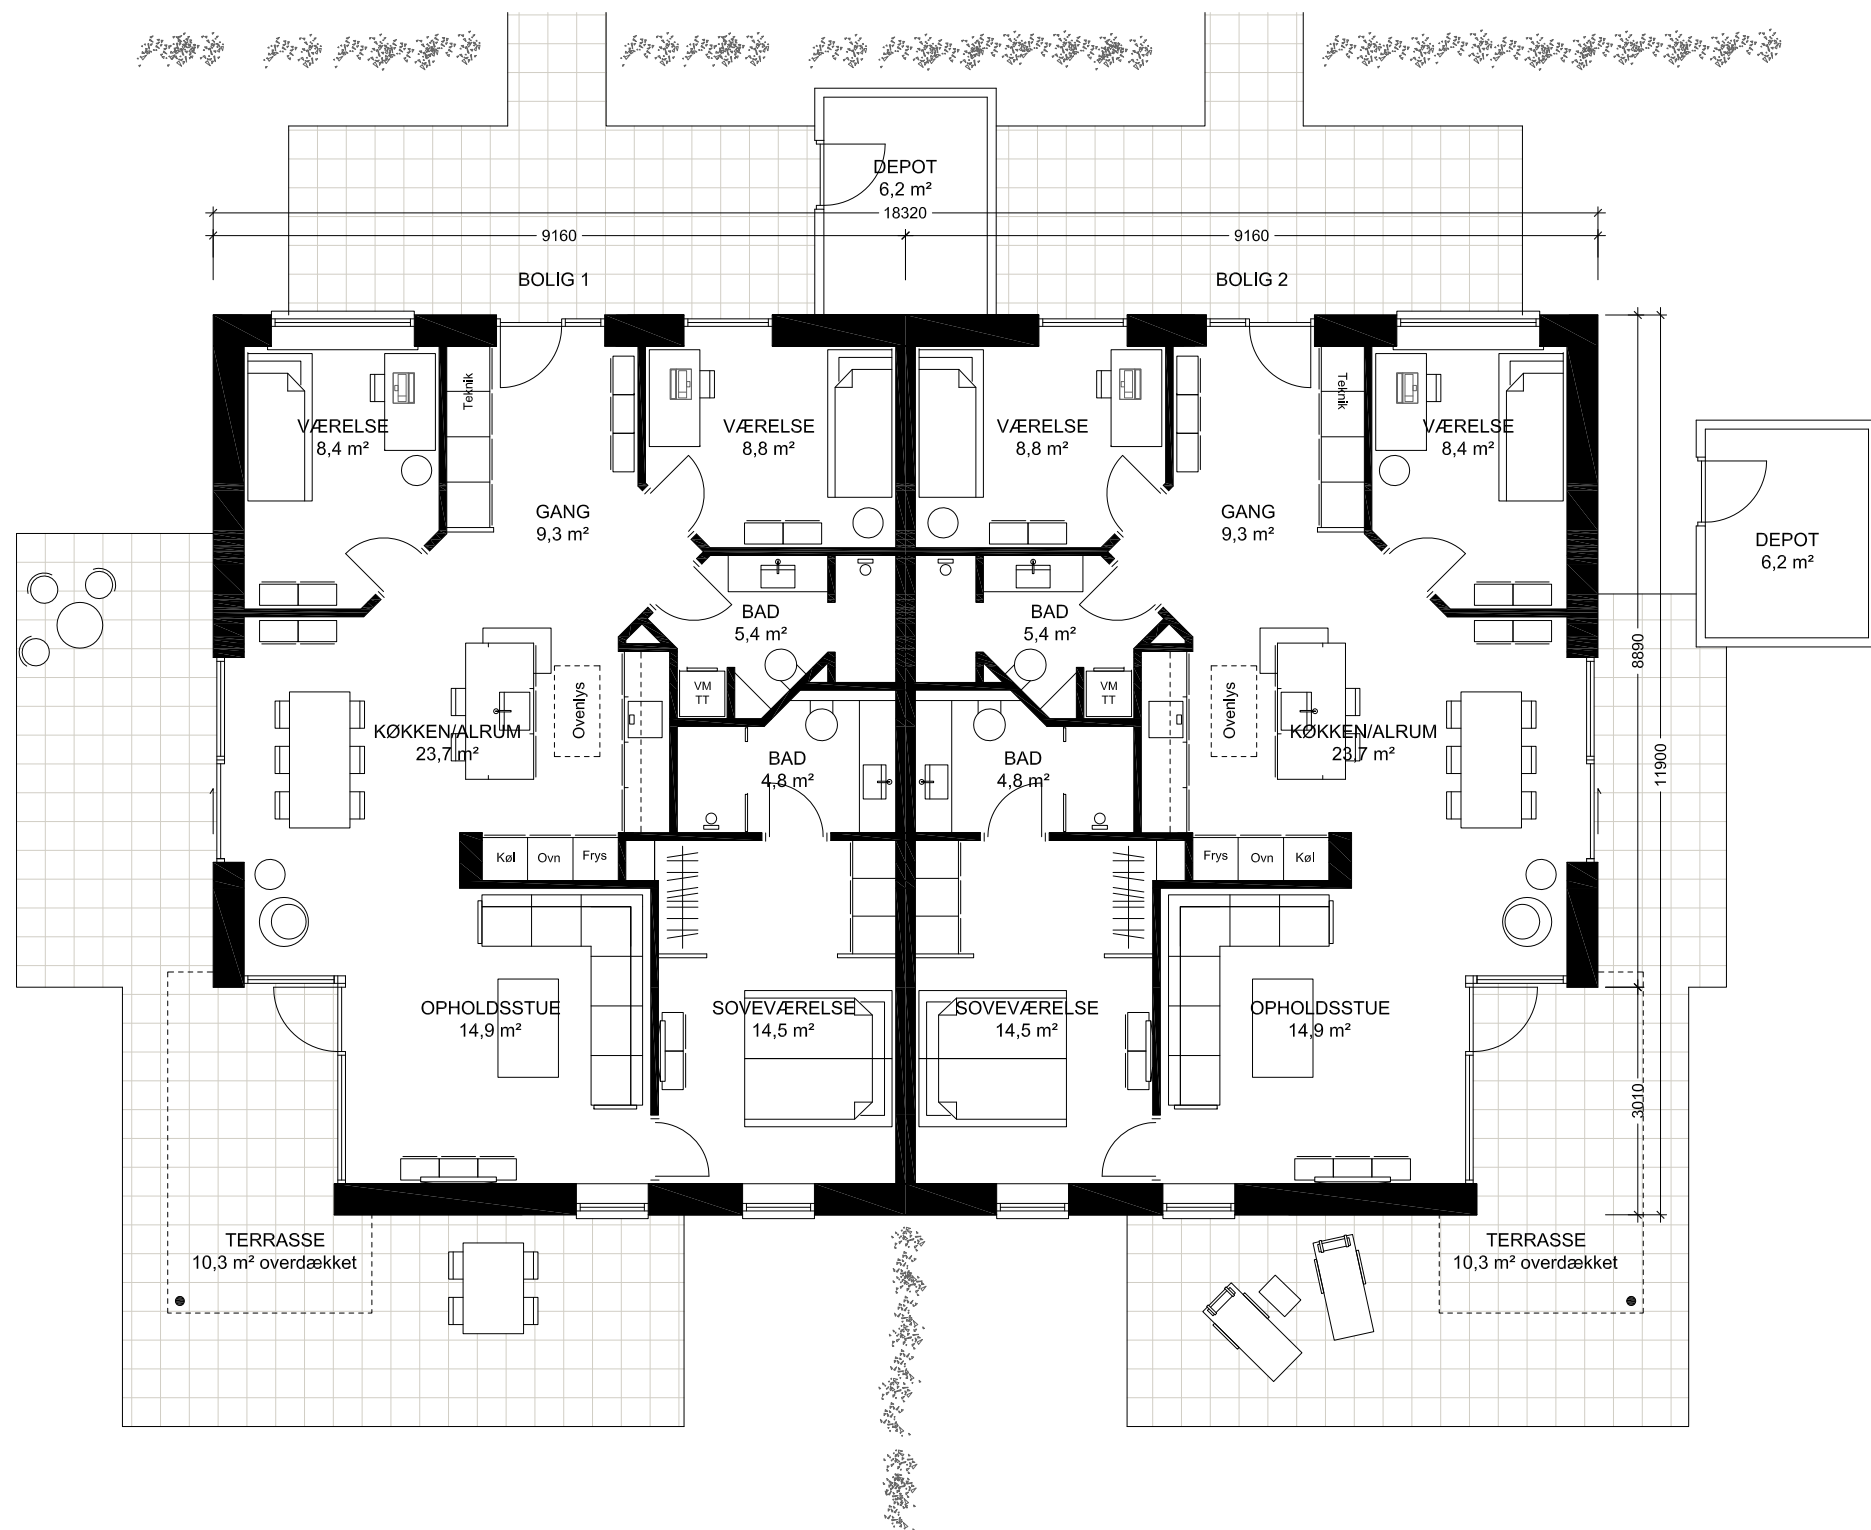 DEPOT
6,2 m²
18320
9160
9160
BOLIG 1
BOLIG 2
Teknik
Teknik
VÆRELSE
8,4 m²
VÆRELSE
8,8 m²
VÆRELSE
8,8 m²
VÆRELSE
8,4 m²
GANG
9,3 m²
GANG
9,3 m²
DEPOT
6,2 m²
BAD
5,4 m²
BAD
5,4 m²
8890
VM
TT
VM
TT
Ovenlys
Ovenlys
KØKKEN/ALRUM
23,7 m²
KØKKEN/ALRUM
23,7 m²
11900
BAD
4,8 m²
BAD
4,8 m²
Køl
Ovn
Frys
Frys
Ovn
Køl
OPHOLDSSTUE
14,9 m²
SOVEVÆRELSE
14,5 m²
SOVEVÆRELSE
14,5 m²
OPHOLDSSTUE
14,9 m²
3010
TERRASSE
10,3 m² overdækket
TERRASSE
10,3 m² overdækket